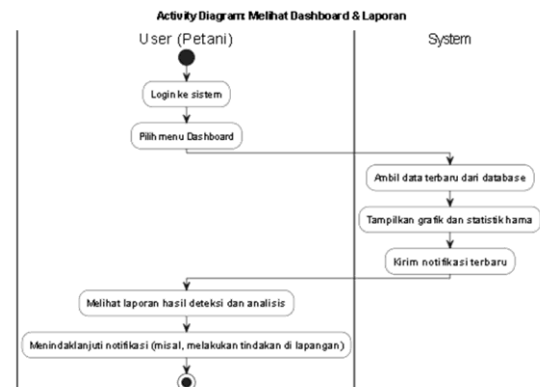 Activity Diagram: Melihat Dashboard & Laporan
User (Petani)
System
Login ke sistem
Pilih menu Dashboard
Ambil data terbaru dari database
Tampilkan grafik dan statistik hama
Kirim notifikasi terbaru
Melihat laporan hasil deteksi dan analisis
Menindaklanjuti notifikasi (misal, melakukan tindakan di lapangan)